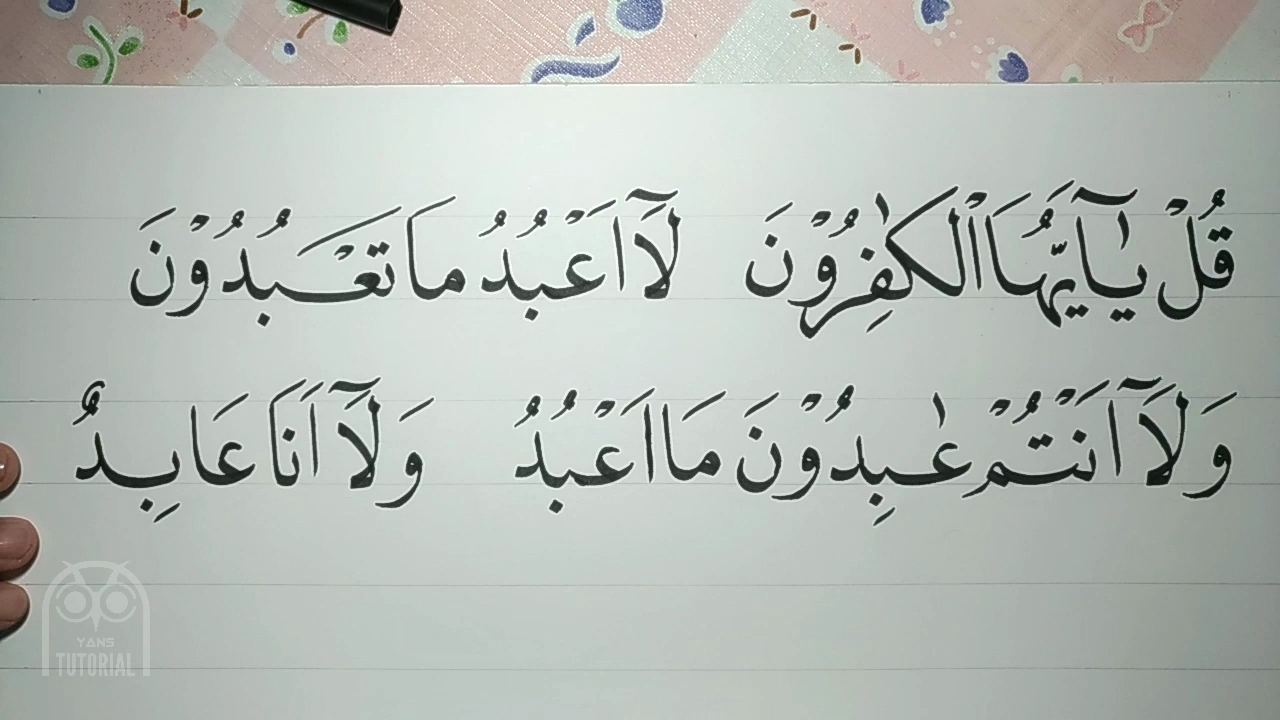 قُلْ يٰٓاَيُّهَا الْكٰفِرُوْنَ لَآ اَعْبُدُ مَا تَعْبُدُوْنَ
وَلَآ اَنْتُمْ عٰبِدُوْنَ مَا اَعْبُدُ وَلَآ اَنَا عَابِدٌ
YANS
TUTORIAL